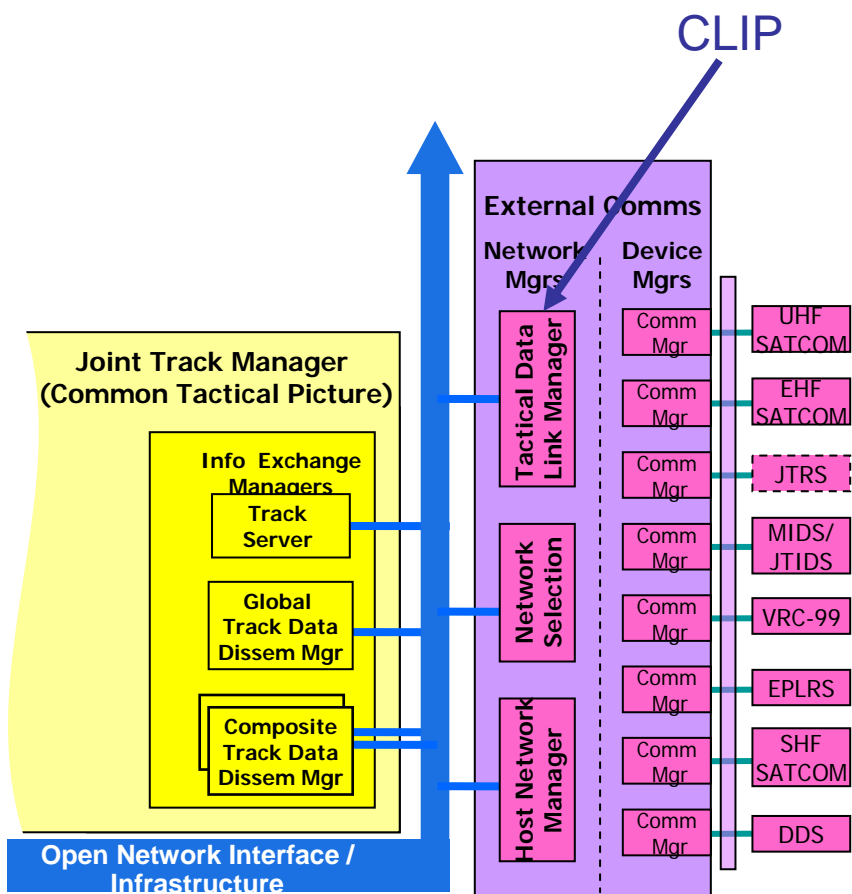 CLIP
External Comms
Network
Mgrs
Device
Mgrs
Tactical Data
Link Manager
Network
Selection
Host Network
Manager
Comm
Mgr
UHF
SATCOM
Comm
Mgr
EHF
SATCOM
Comm
Mgr
JTRS
Comm
Mgr
MIDS/
JTIDS
Comm
Mgr
VRC-99
Comm
Mgr
EPLRS
Comm
Mgr
SHF
SATCOM
Comm
Mgr
DDS
Joint Track Manager
(Common Tactical Picture)
Info Exchange
Managers
Track
Server
Global
Track Data
Dissem Mgr
Composite
Track Data
Dissem Mgr
Open Network Interface /
Infrastructure